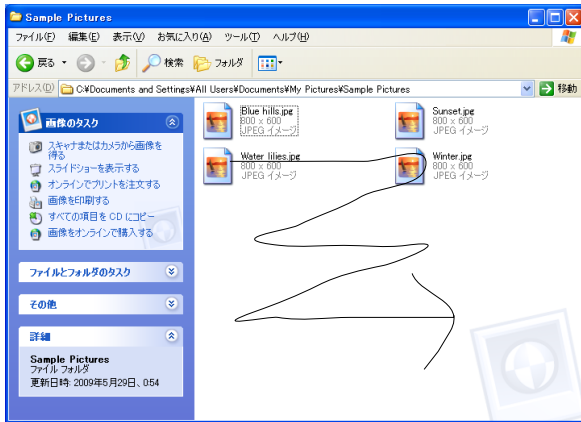 Sample Pictures
ファイル(F) 編集(E) 表示(V) お気に入り(A) ツール(T) ヘルプ(H)
戻る 検索 フォルダ
アドレス(D) C:¥Documents and Settings¥All Users¥Documents¥My Pictures¥Sample Pictures 移動
画像のタスク
スキャナまたはカメラから画像を
得る
スライドショーを表示する
オンラインでプリントを注文する
画像を印刷する
すべての項目を CD にコピー
画像をオンラインで購入する
ファイルとフォルダのタスク
その他
詳細
Sample Pictures
ファイル フォルダ
更新日時: 2009年5月29日、0:54
Blue hills.jpg
800 x 600
JPEG イメージ
Sunset.jpg
800 x 600
JPEG イメージ
Water lilies.jpg
800 x 600
JPEG イメージ
Winter.jpg
800 x 600
JPEG イメージ